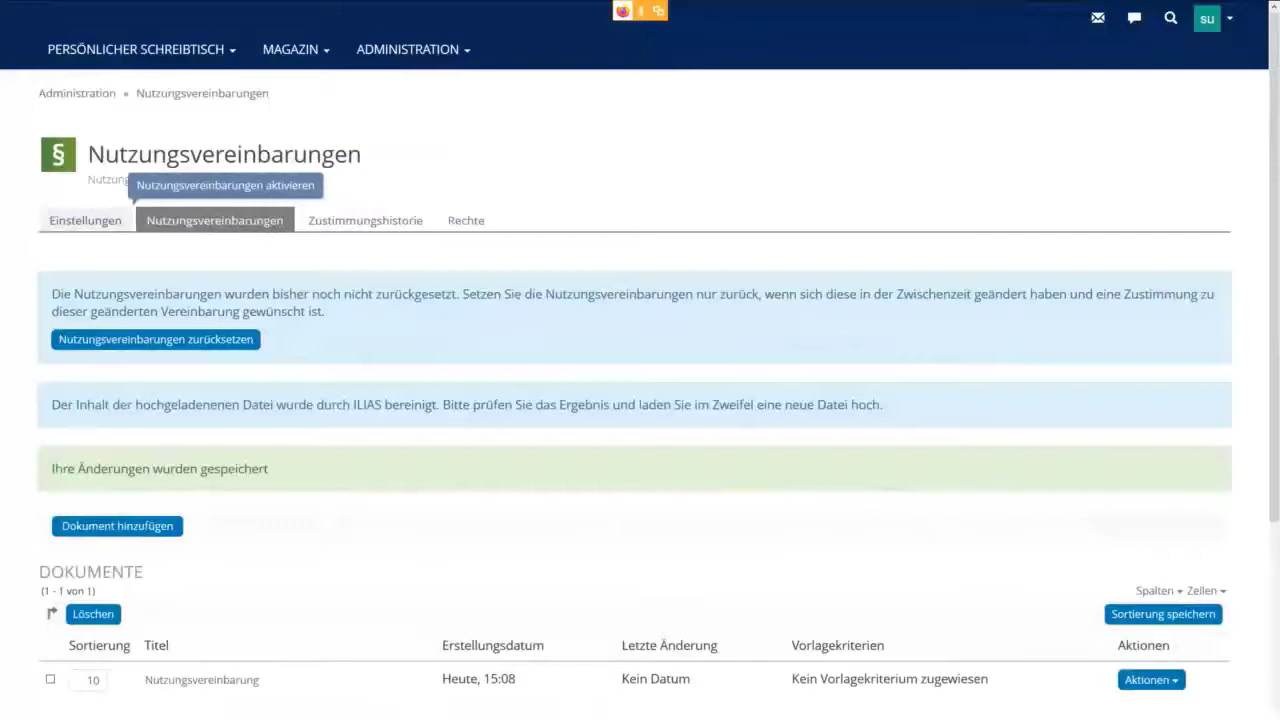 su
PERSÖNLICHER SCHREIBTISCH MAGAZIN ADMINISTRATION
Administration » Nutzungsvereinbarungen
§ Nutzungsvereinbarungen
Nutzung
Nutzungsvereinbarungen aktivieren
Einstellungen Nutzungsvereinbarungen Zustimmungshistorie Rechte
Die Nutzungsvereinbarungen wurden bisher noch nicht zurückgesetzt. Setzen Sie die Nutzungsvereinbarungen nur zurück, wenn sich diese in der Zwischenzeit geändert haben und eine Zustimmung zu
dieser geänderten Vereinbarung gewünscht ist.
Nutzungsvereinbarungen zurücksetzen
Der Inhalt der hochgeladenenen Datei wurde durch ILIAS bereinigt. Bitte prüfen Sie das Ergebnis und laden Sie im Zweifel eine neue Datei hoch.
Ihre Änderungen wurden gespeichert
Dokument hinzufügen
DOKUMENTE
(1 - 1 von 1)
Spalten Zellen
Löschen Sortierung speichern
Sortierung Titel Erstellungsdatum Letzte Änderung Vorlagekriterien Aktionen
10 Nutzungsvereinbarung Heute, 15:08 Kein Datum Kein Vorlagekriterium zugewiesen Aktionen